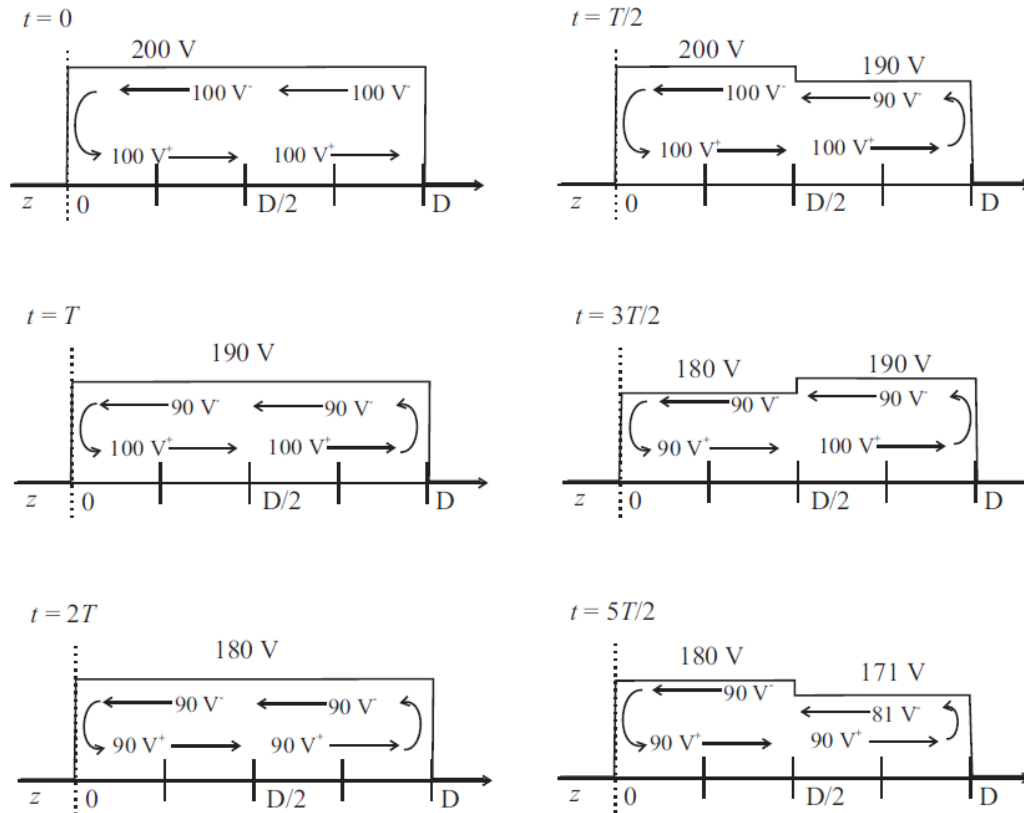 t = 0
200 V
100 V⁻ 100 V⁻
100 V⁺ 100 V⁺
z 0 D/2 D
t = T/2
200 V
190 V
100 V⁻ 90 V⁻
100 V⁺ 100 V⁺
z 0 D/2 D
t = T
190 V
90 V⁻ 90 V⁻
100 V⁺ 100 V⁺
z 0 D/2 D
t = 3T/2
180 V 190 V
90 V⁻ 90 V⁻
90 V⁺ 100 V⁺
z 0 D/2 D
t = 2T
180 V
90 V⁻ 90 V⁻
90 V⁺ 90 V⁺
z 0 D/2 D
t = 5T/2
180 V
171 V
90 V⁻
81 V⁻
90 V⁺ 90 V⁺
z 0 D/2 D